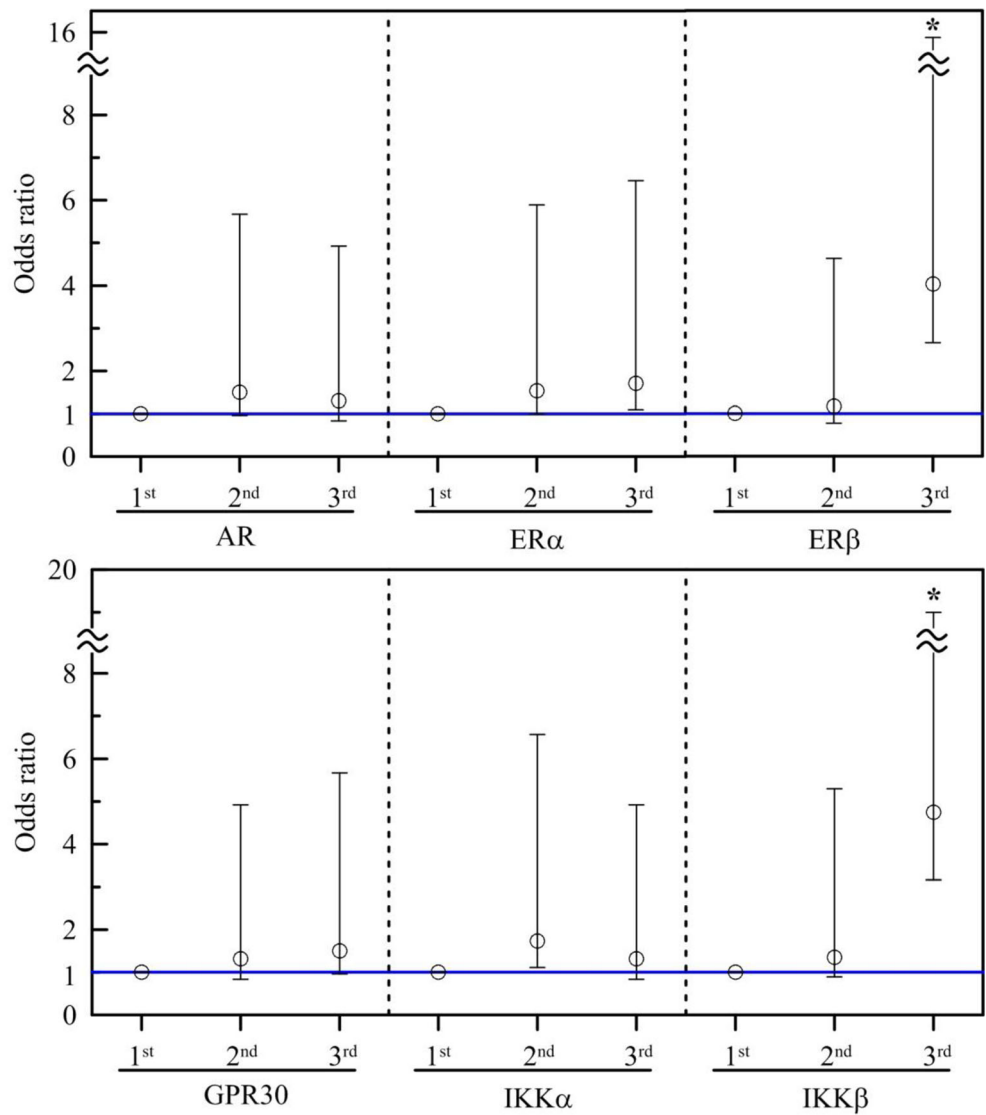 16
*
8
6
4
2
1
0
Odds ratio
1st 2nd 3rd 1st 2nd 3rd 1st 2nd 3rd
AR ERα ERβ
20
*
8
6
4
2
1
0
Odds ratio
1st 2nd 3rd 1st 2nd 3rd 1st 2nd 3rd
GPR30 IKKα IKKβ